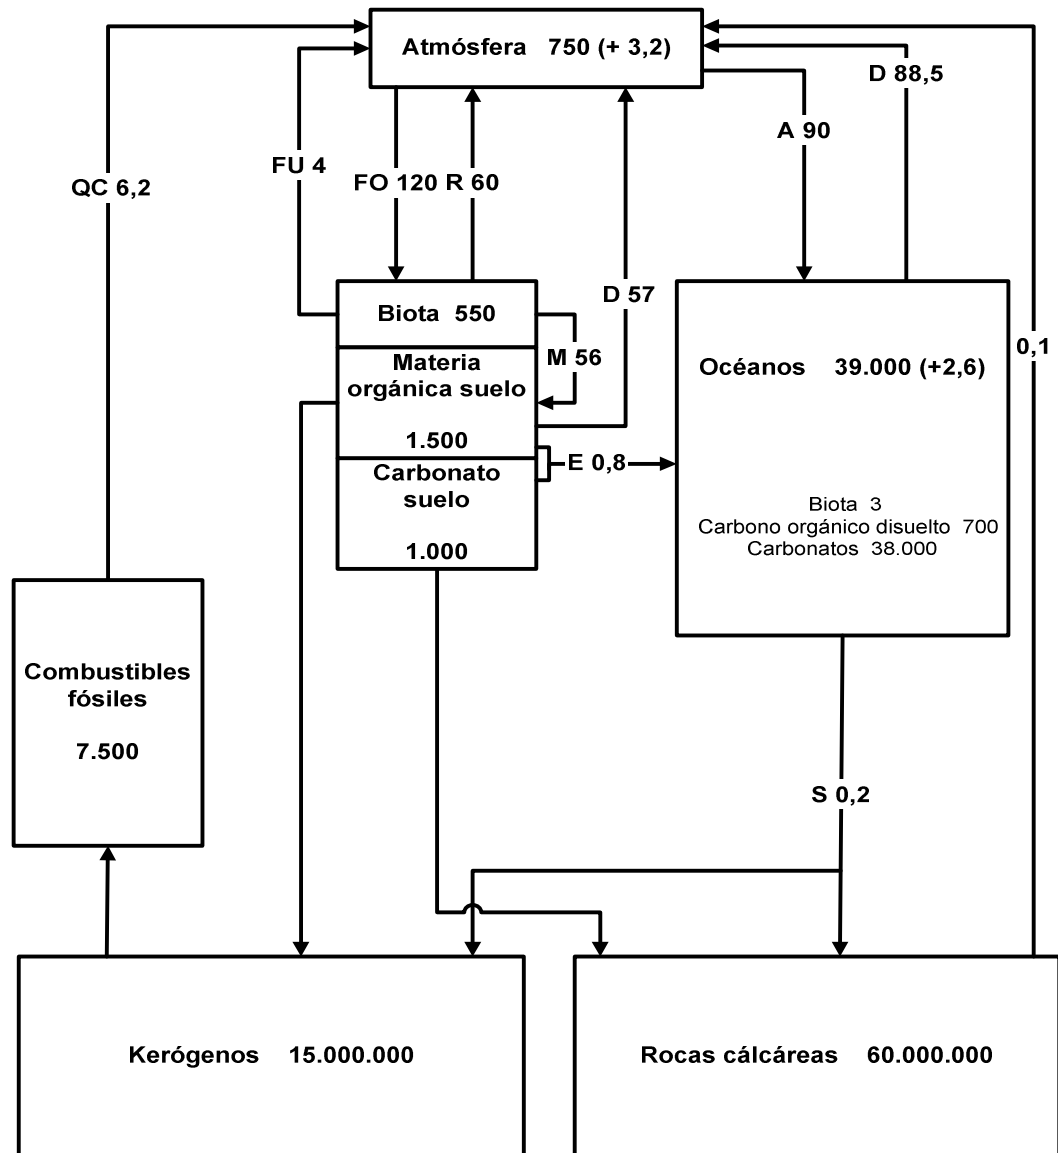 Atmósfera 750 (+ 3,2)
D 88,5
A 90
FU 4
FO 120
R 60
QC 6,2
D 57
Biota 550
0,1
M 56
Materia
orgánica suelo
1.500
Océanos 39.000 (+2,6)
Carbonato
suelo
1.000
E 0,8
Biota 3
Carbono orgánico disuelto 700
Carbonatos 38.000
Combustibles
fósiles
7.500
S 0,2
Kerógenos 15.000.000
Rocas cálcáreas 60.000.000